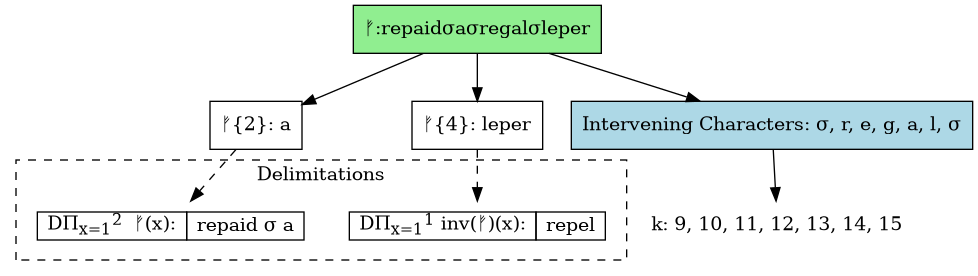 ᚠ:repaidσaσregalσleper
ᚠ{2}: a
ᚠ{4}: leper
Intervening Characters: σ, r, e, g, a, l, σ
Delimitations
DΠx=1² ᚠ(x): repaid σ a
DΠx=1¹ inv(ᚠ)(x): repel
k: 9, 10, 11, 12, 13, 14, 15